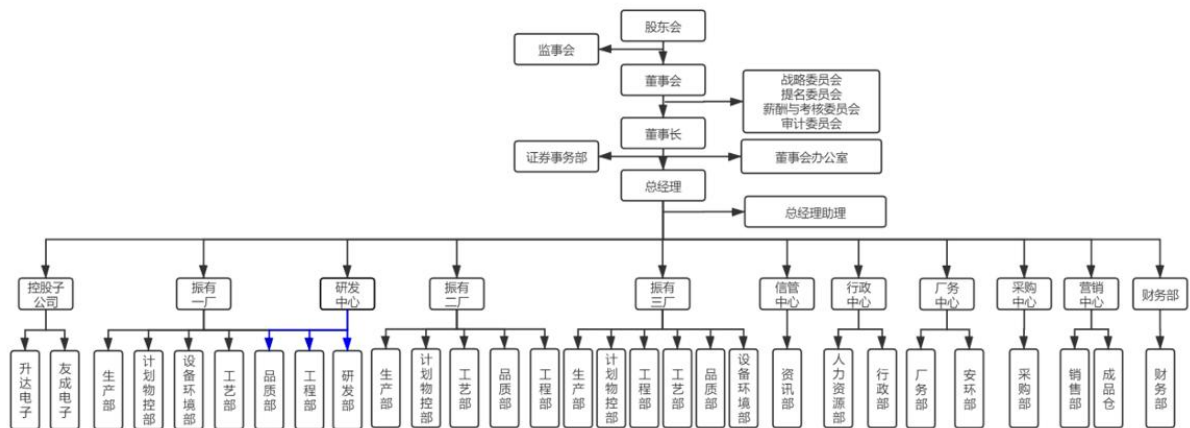 股东会
监事会
董事会
战略委员会
提名委员会
薪酬与考核委员会
审计委员会
董事长
证券事务部
董事会办公室
总经理
总经理助理
控股子
公司
振有
一厂
研发
中心
振有
二厂
振有
三厂
信管
中心
行政
中心
厂务
中心
采购
中心
营销
中心
财务部
升达电子
友成电子
生产部
计划物控部
设备环境部
工艺部
品质部
工程部
研发部
生产部
计划物控部
工艺部
品质部
工程部
生产部
计划物控部
工程部
工艺部
品质部
设备环境部
资讯部
人力资源部
行政部
厂务部
安环部
采购部
销售部
成品仓
财务部